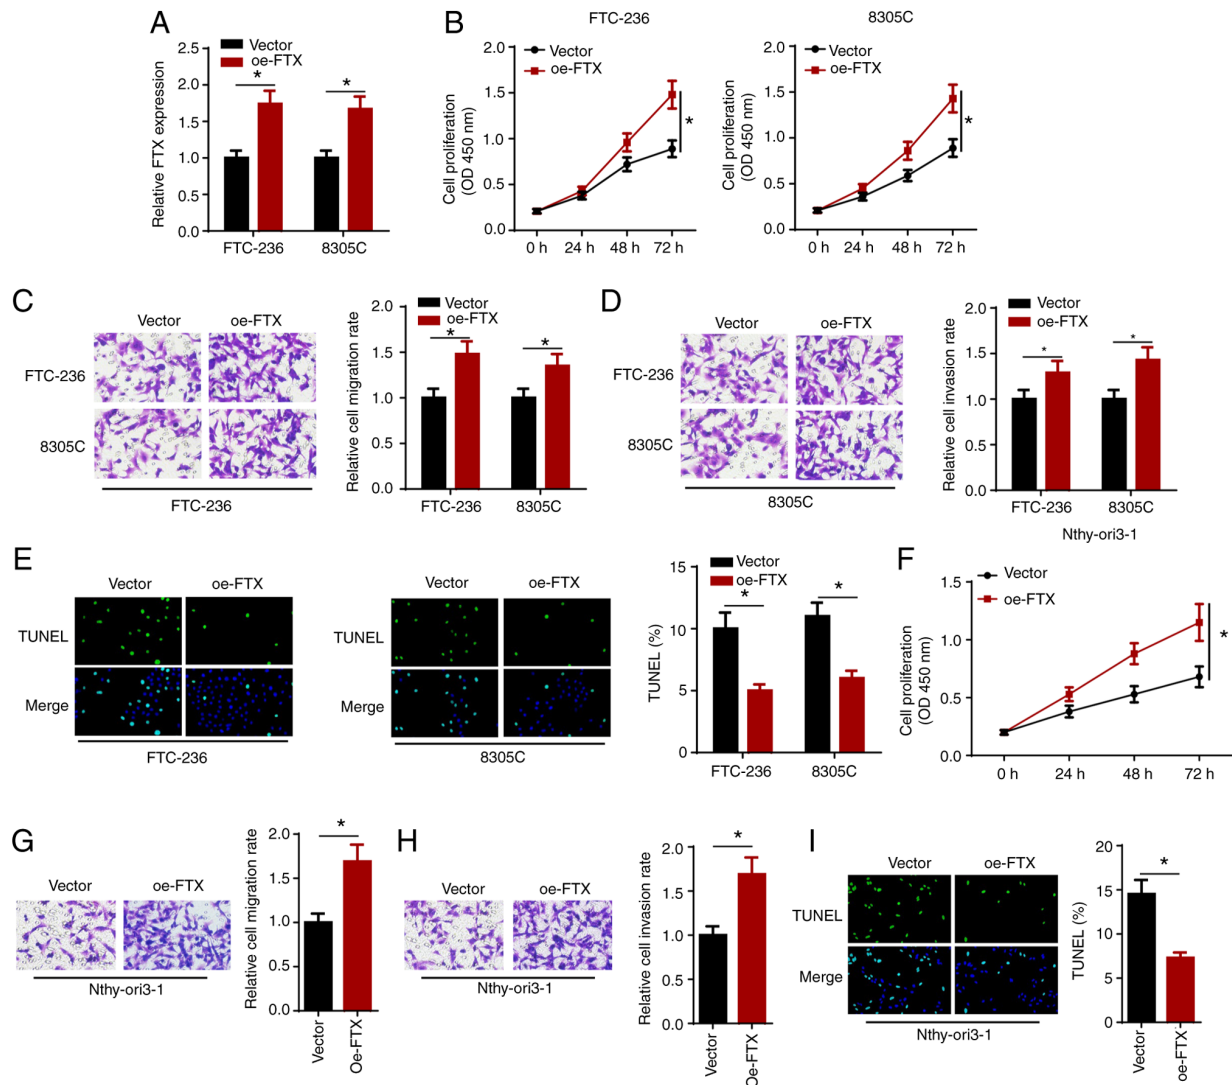 A
Vector
oe-FTX
Relative FTX expression
2.5
2.0
1.5
1.0
0.5
0.0
*
*
FTC-236
8305C
B
FTC-236
Vector
oe-FTX
Cell proliferation
(OD 450 nm)
2.0
1.5
1.0
0.5
0.0
*
0 h
24 h
48 h
72 h
8305C
Vector
oe-FTX
Cell proliferation
(OD 450 nm)
2.0
1.5
1.0
0.5
0.0
*
0 h
24 h
48 h
72 h
C
Vector
oe-FTX
FTC-236
8305C
FTC-236
Vector
oe-FTX
Relative cell migration rate
2.0
1.5
1.0
0.5
0.0
*
*
FTC-236
8305C
D
Vector
oe-FTX
FTC-236
8305C
8305C
Vector
oe-FTX
Relative cell invasion rate
2.0
1.5
1.0
0.5
0.0
*
*
FTC-236
8305C
E
Vector
oe-FTX
TUNEL
Merge
FTC-236
Vector
oe-FTX
TUNEL
Merge
8305C
Vector
oe-FTX
TUNEL (%)
15
10
5
0
*
*
FTC-236
8305C
F
Nthy-ori3-1
Vector
oe-FTX
Cell proliferation
(OD 450 nm)
1.5
1.0
0.5
0.0
*
0 h
24 h
48 h
72 h
G
Vector
oe-FTX
Nthy-ori3-1
Relative cell migration rate
2.0
1.5
1.0
0.5
0.0
*
Vector
Oe-FTX
H
Vector
oe-FTX
Nthy-ori3-1
Relative cell invasion rate
2.0
1.5
1.0
0.5
0.0
*
Vector
Oe-FTX
I
Vector
oe-FTX
TUNEL
Merge
Nthy-ori3-1
TUNEL (%)
20
15
10
5
0
*
Vector
oe-FTX